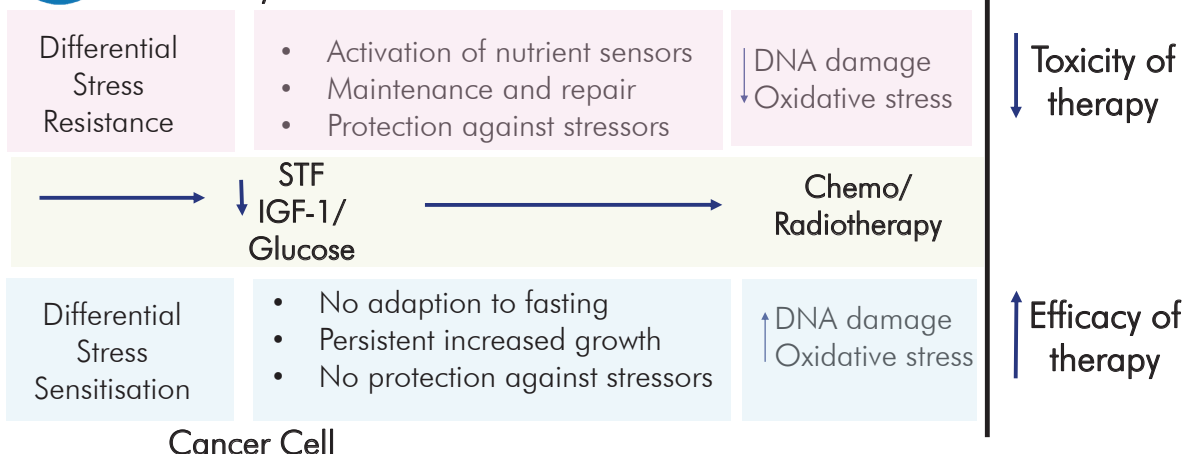 Differential
Stress
Resistance
• Activation of nutrient sensors
• Maintenance and repair
• Protection against stressors
DNA damage
Oxidative stress
Toxicity of
therapy
STF
IGF-1/
Glucose
Chemo/
Radiotherapy
Differential
Stress
Sensitisation
• No adaption to fasting
• Persistent increased growth
• No protection against stressors
DNA damage
Oxidative stress
Efficacy of
therapy
Cancer Cell